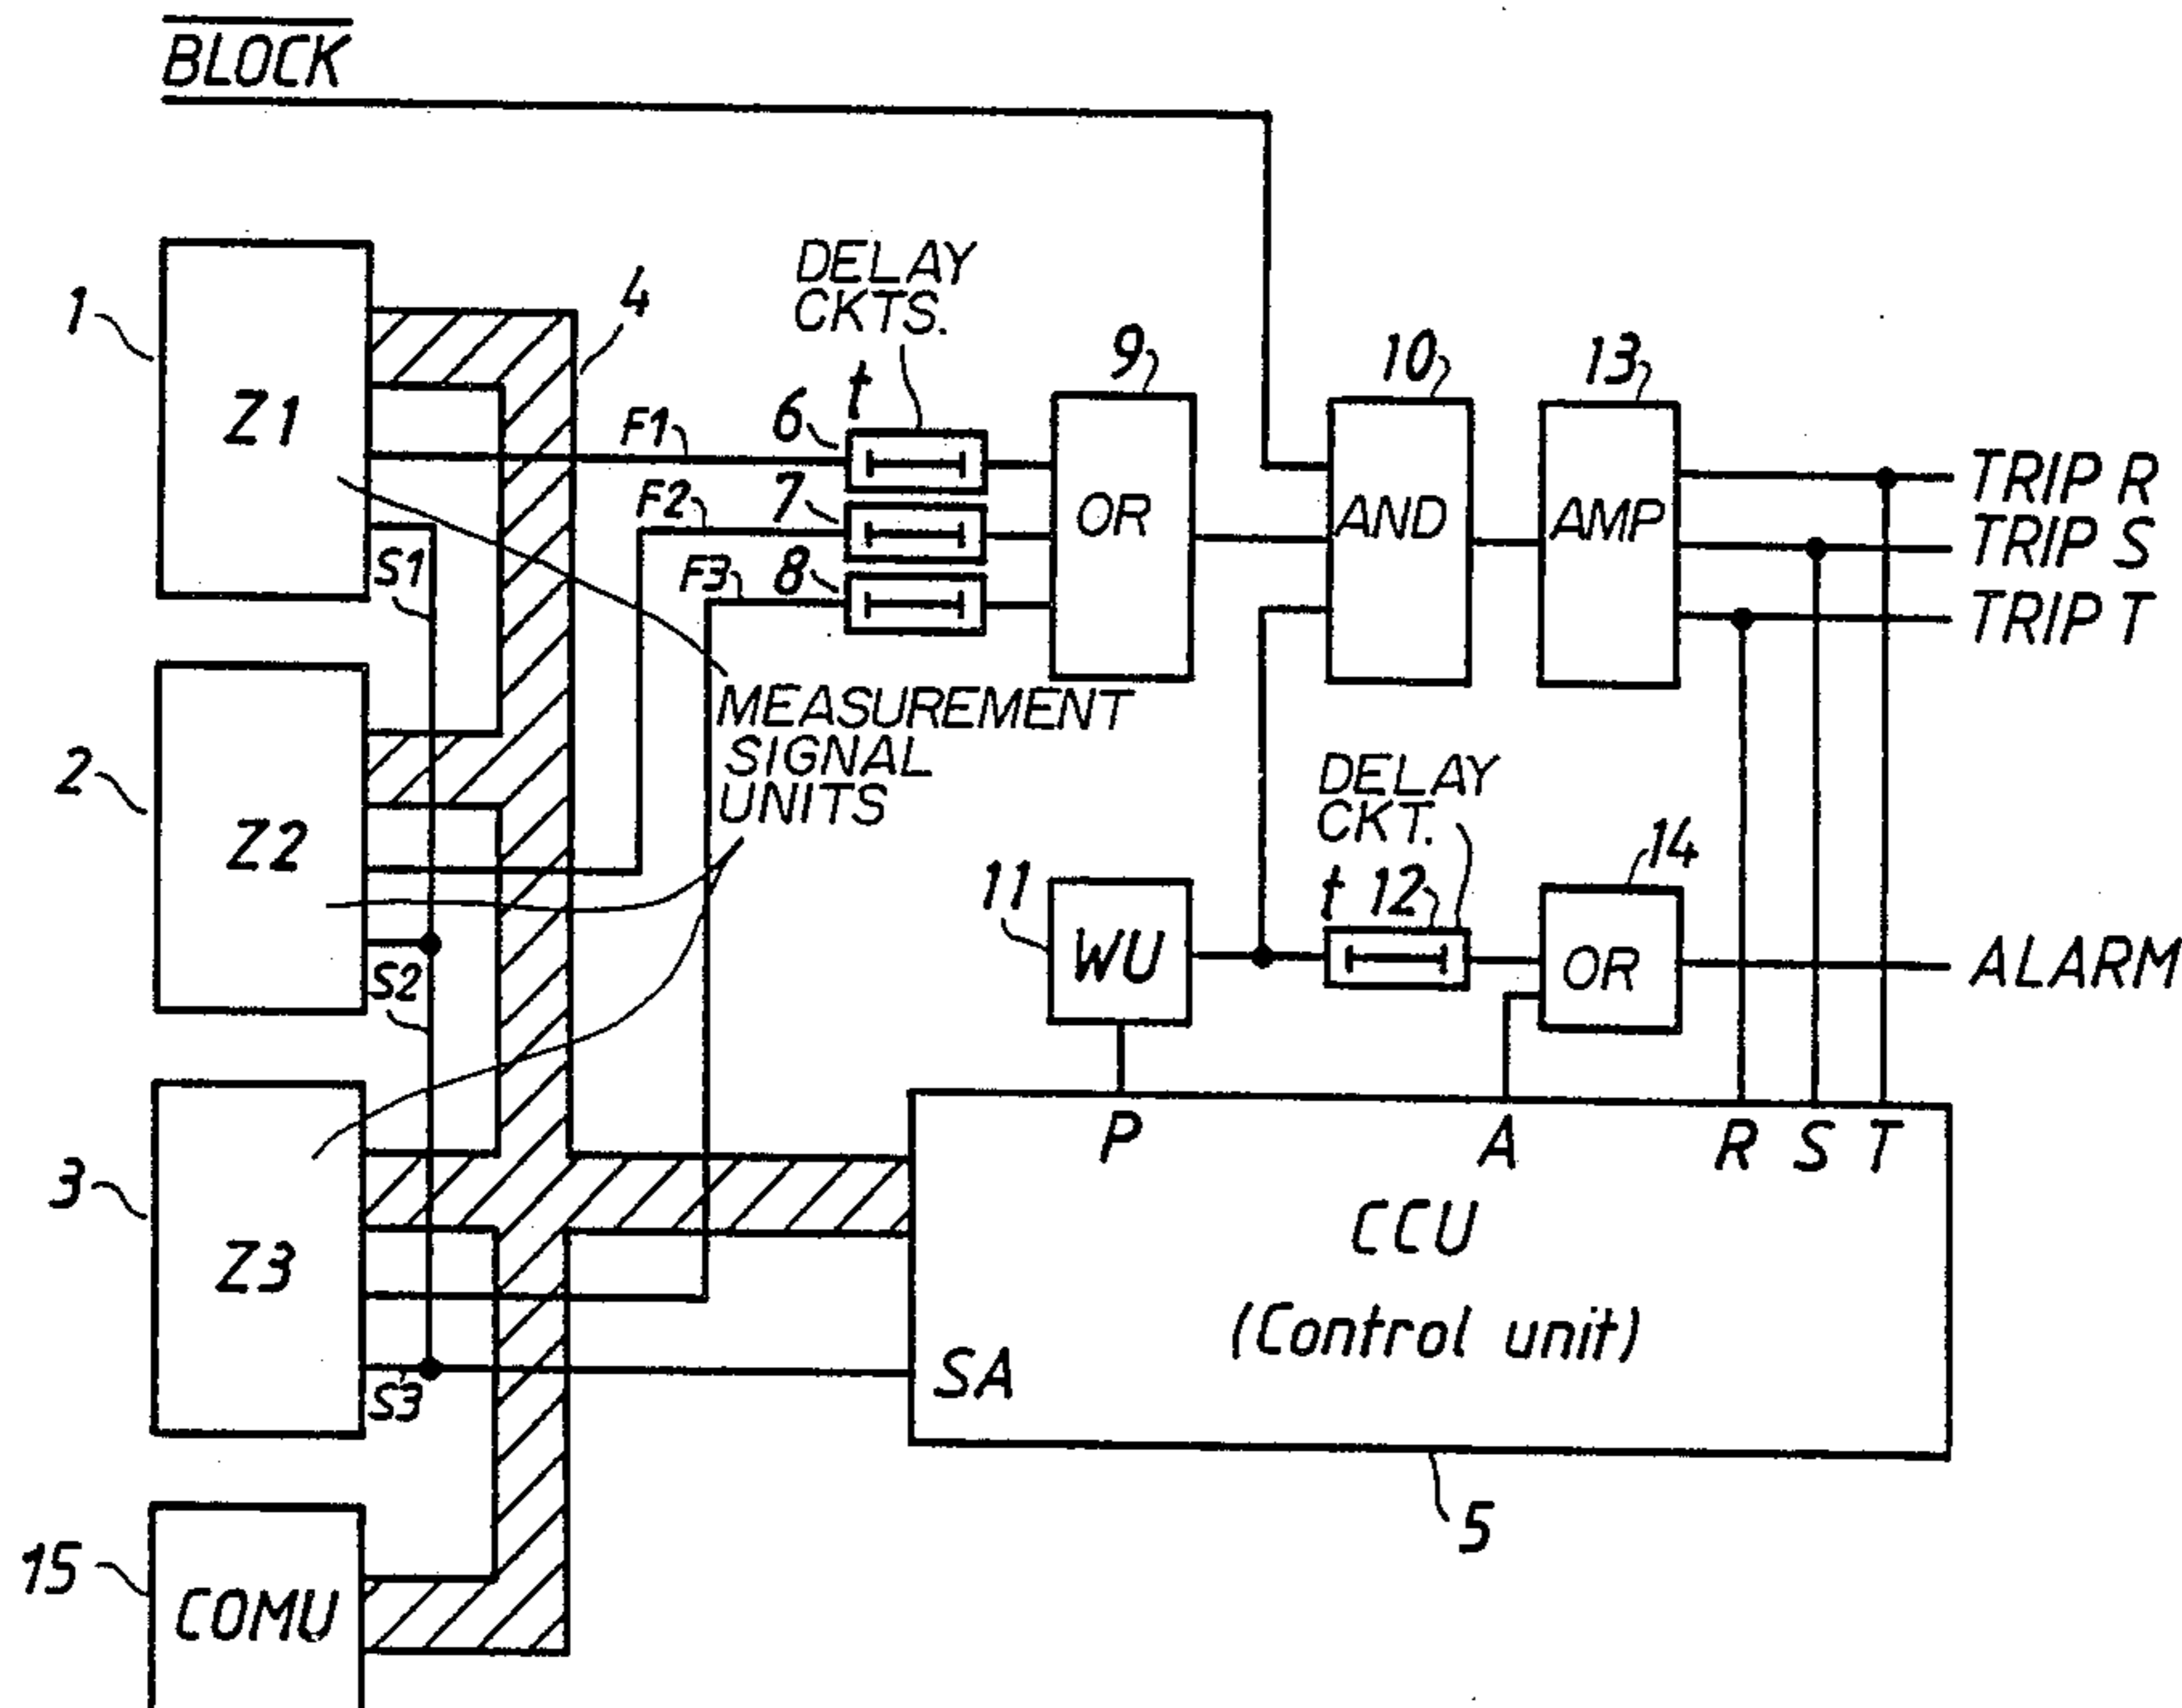 BLOCK
1
Z1
4
DELAY
CKTS.
t
F1
6
F2
7
F3
8
9
OR
10
AND
13
AMP
TRIP R
TRIP S
TRIP T
S1
MEASUREMENT
SIGNAL
UNITS
2
Z2
S2
DELAY
CKT.
t 12
11
WU
14
OR
ALARM
3
Z3
S3
P
A
R S T
CCU
(Control unit)
SA
5
15
COMU